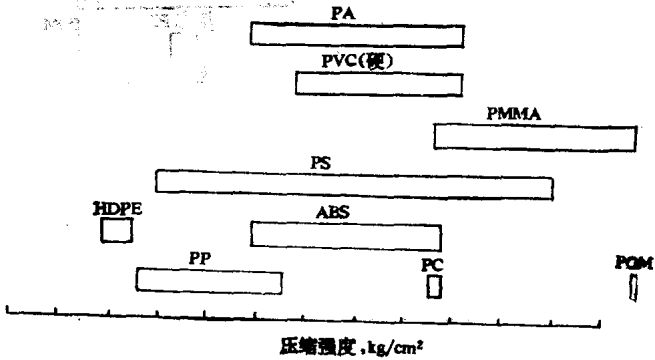 PA
PVC(硬)
PMMA
PS
HDPE
ABS
PP
PC
POM
压缩强度,kg/cm²